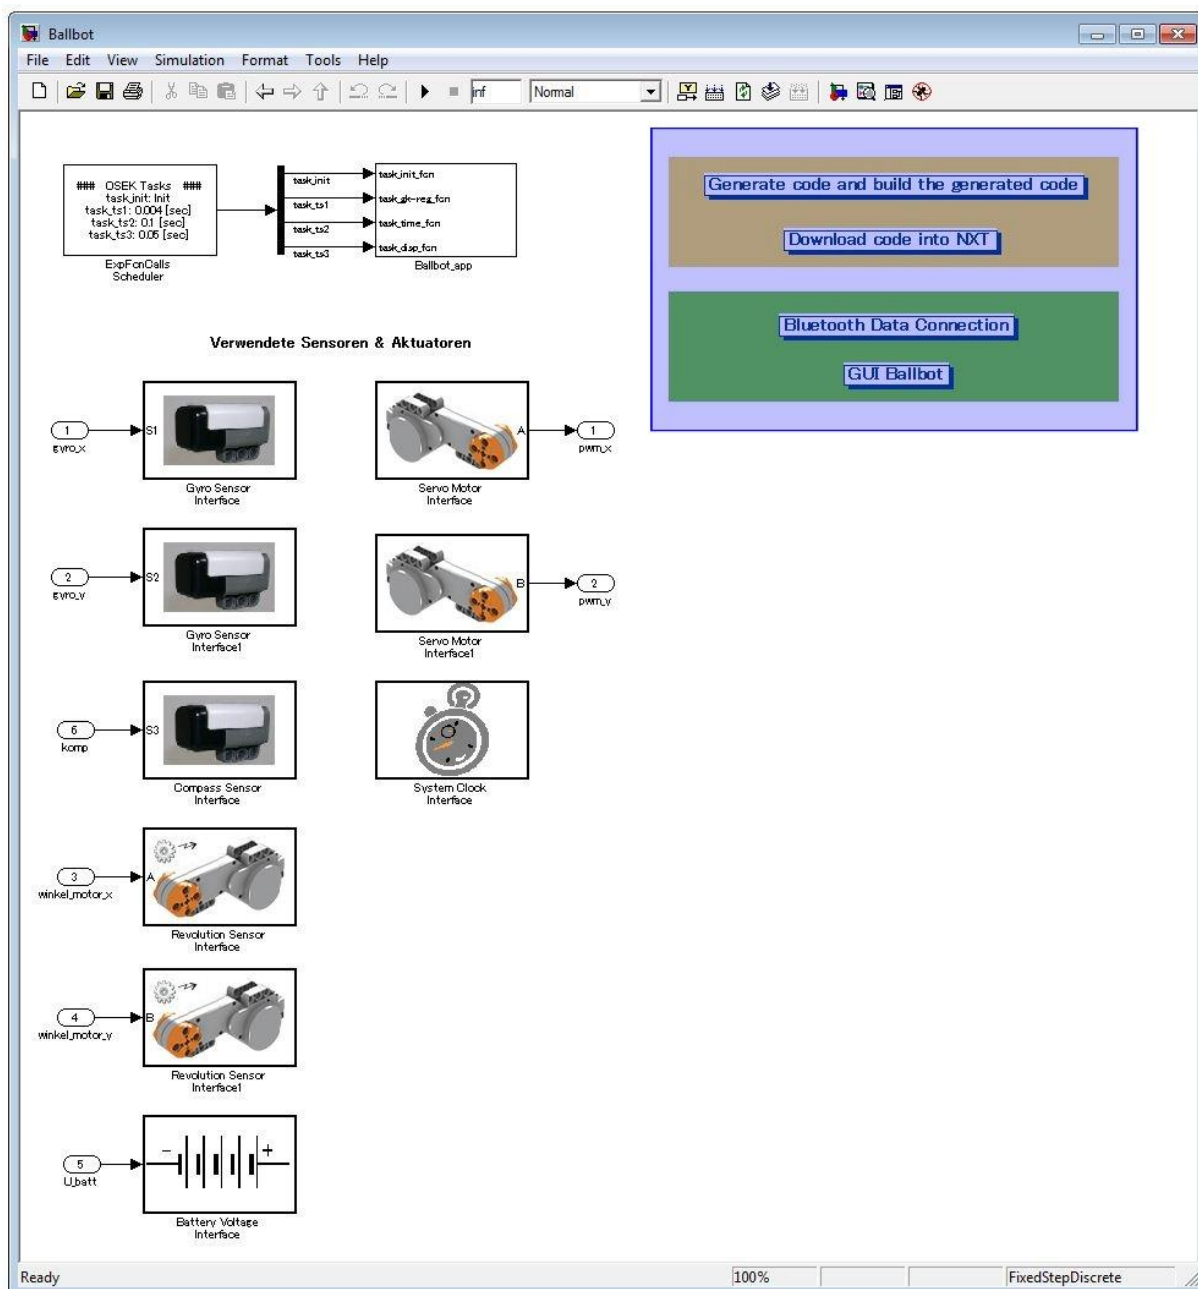 Ballbot
File Edit View Simulation Format Tools Help
inf Normal
### OSEK Tasks ###
task_init: Init
task_ts1: 0.004 [sec]
task_ts2: 0.1 [sec]
task_ts3: 0.05 [sec]
ExpFcnCalls
Scheduler
task_init
task_ts1
task_ts2
task_ts3
task_init_fcn
task_gk-reg_fcn
task_time_fcn
task_disp_fcn
Ballbot_app
Generate code and build the generated code
Download code into NXT
Bluetooth Data Connection
GUI Ballbot
Verwendete Sensoren & Aktuatoren
1
gyro_x
S1
Gyro Sensor
Interface
A
Servo Motor
Interface
1
pwm_x
2
gyro_y
S2
Gyro Sensor
Interface1
B
Servo Motor
Interface1
2
pwm_y
6
komp
S3
Compass Sensor
Interface
System Clock
Interface
3
winkel_motor_x
A
Revolution Sensor
Interface
4
winkel_motor_y
B
Revolution Sensor
Interface1
5
U_batt
- +
Battery Voltage
Interface
Ready 100% FixedStepDiscrete